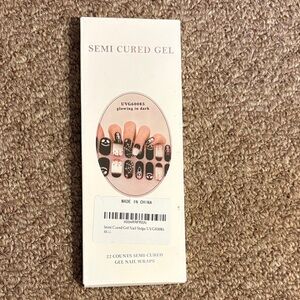 SEMI CURED GEL
UVG60085
glowing in dark
MADE IN CHINA
Semi Cured Gel Nail Strips UVG60085
22 COUNTS SEMI CURED
GEL NAIL WRAPS